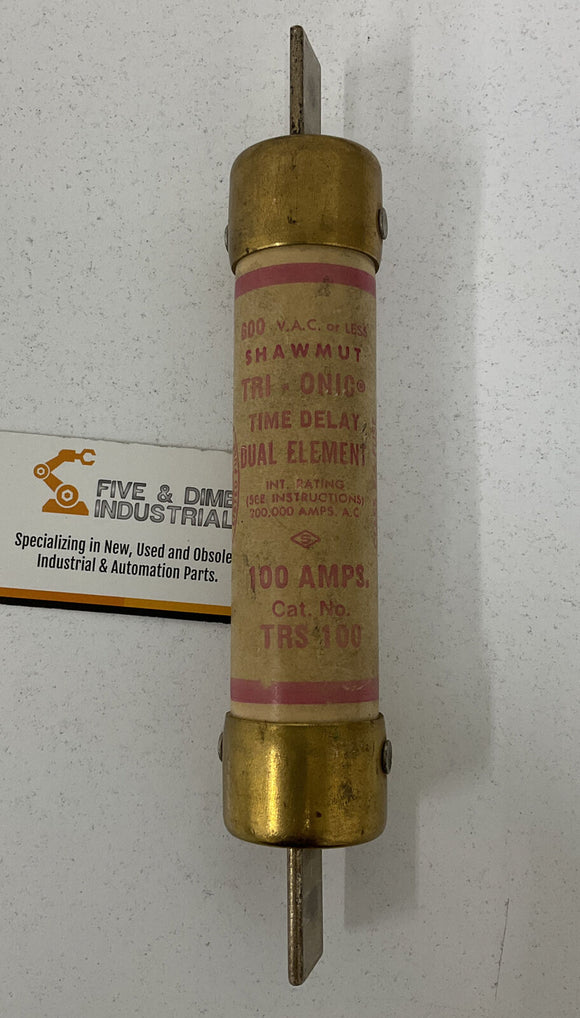 600 V.A.C. or LESS
SHAWMUT
TRI-ONIC®
TIME DELAY
DUAL ELEMENT
INT. RATING
(SEE INSTRUCTIONS)
200,000 AMPS. A.C.
S
100 AMPS.
Cat. No.
TRS 100
FIVE & DIME
INDUSTRIAL
Specializing in New, Used and Obsole
Industrial & Automation Parts.